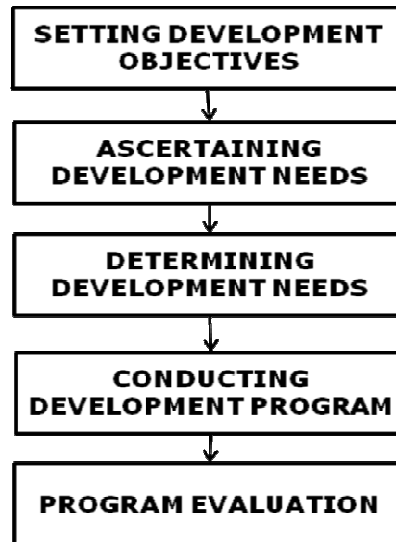 SETTING DEVELOPMENT
OBJECTIVES
ASCERTAINING
DEVELOPMENT NEEDS
DETERMINING
DEVELOPMENT NEEDS
CONDUCTING
DEVELOPMENT PROGRAM
PROGRAM EVALUATION